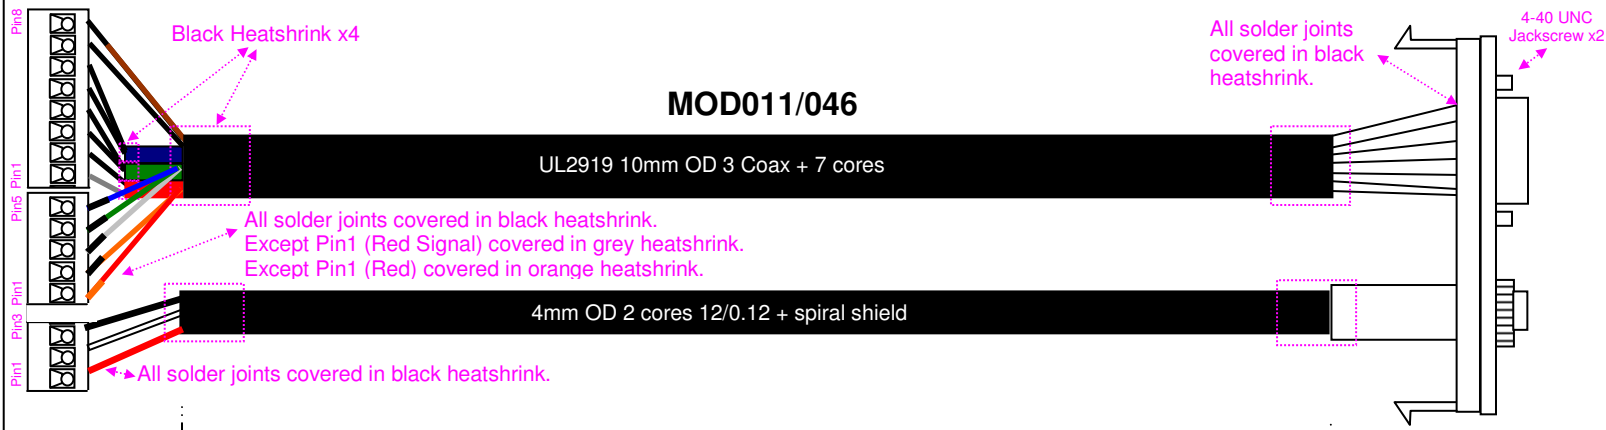 Pin8
Black Heatshrink x4
All solder joints
covered in black
heatshrink.
4-40 UNC
Jackscrew x2
MOD011/046
UL2919 10mm OD 3 Coax + 7 cores
Pin1
Pin5
All solder joints covered in black heatshrink.
Except Pin1 (Red Signal) covered in grey heatshrink.
Except Pin1 (Red) covered in orange heatshrink.
Pin1
Pin3
4mm OD 2 cores 12/0.12 + spiral shield
Pin1
All solder joints covered in black heatshrink.